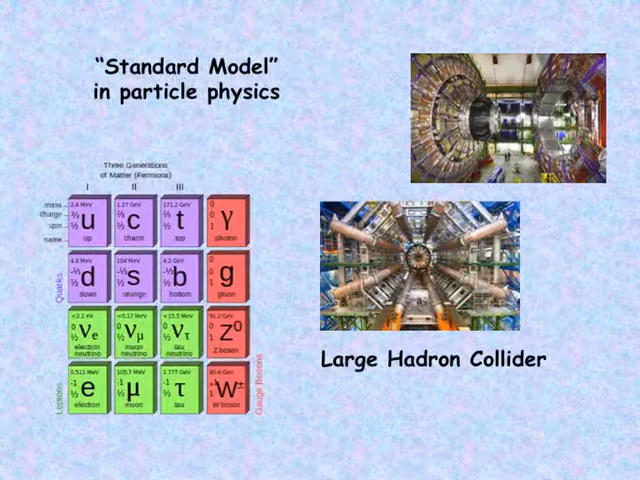 “Standard Model”
in particle physics
Three Generations
of Matter (Fermions)
I II III
mass
charge
spin
name
2.4 MeV
⅔
½
u
up
1.27 GeV
⅔
½
c
charm
171.2 GeV
⅔
½
t
top
0
0
1
γ
photon
Quarks
4.8 MeV
-⅓
½
d
down
104 MeV
-⅓
½
s
strange
4.2 GeV
-⅓
½
b
bottom
0
0
1
g
gluon
<2.2 eV
0
½
νe
electron
neutrino
<0.17 MeV
0
½
νμ
muon
neutrino
<15.5 MeV
0
½
ντ
tau
neutrino
91.2 GeV
0
1
Z⁰
Z boson
Leptons
0.511 MeV
-1
½
e
electron
105.7 MeV
-1
½
μ
muon
1.777 GeV
-1
½
τ
tau
80.4 GeV
±1
1
W±
W boson
Gauge Bosons
Large Hadron Collider